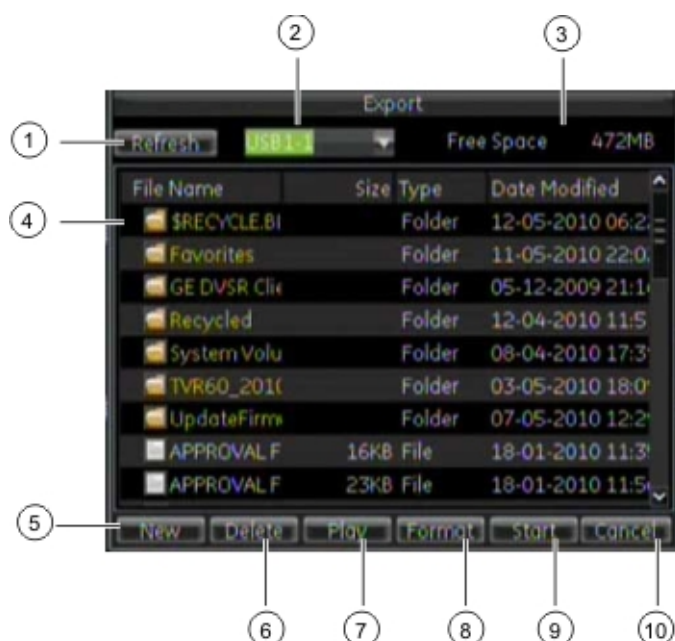 2
3
Export
1
Refresh
USB1-1
Free Space
472MB
File Name Size Type Date Modified
4
$RECYCLE.BI Folder 12-05-2010 06:2
Favorites Folder 11-05-2010 22:0
GE DVSR Clie Folder 05-12-2009 21:1
Recycled Folder 12-04-2010 11:5
System Volu Folder 08-04-2010 17:3
TVR60_201 Folder 03-05-2010 18:0
UpdateFirm Folder 07-05-2010 12:2
APPROVAL F 16KB File 18-01-2010 11:3
APPROVAL F 23KB File 18-01-2010 11:5
5
New Delete Play Format Start Cancel
6 7 8 9 10